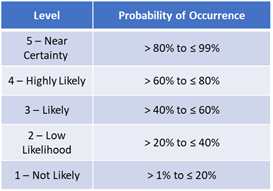 Level Probability of Occurrence
5 – Near
Certainty
> 80% to ≤ 99%
4 – Highly Likely > 60% to ≤ 80%
3 – Likely > 40% to ≤ 60%
2 – Low
Likelihood
> 20% to ≤ 40%
1 – Not Likely > 1% to ≤ 20%